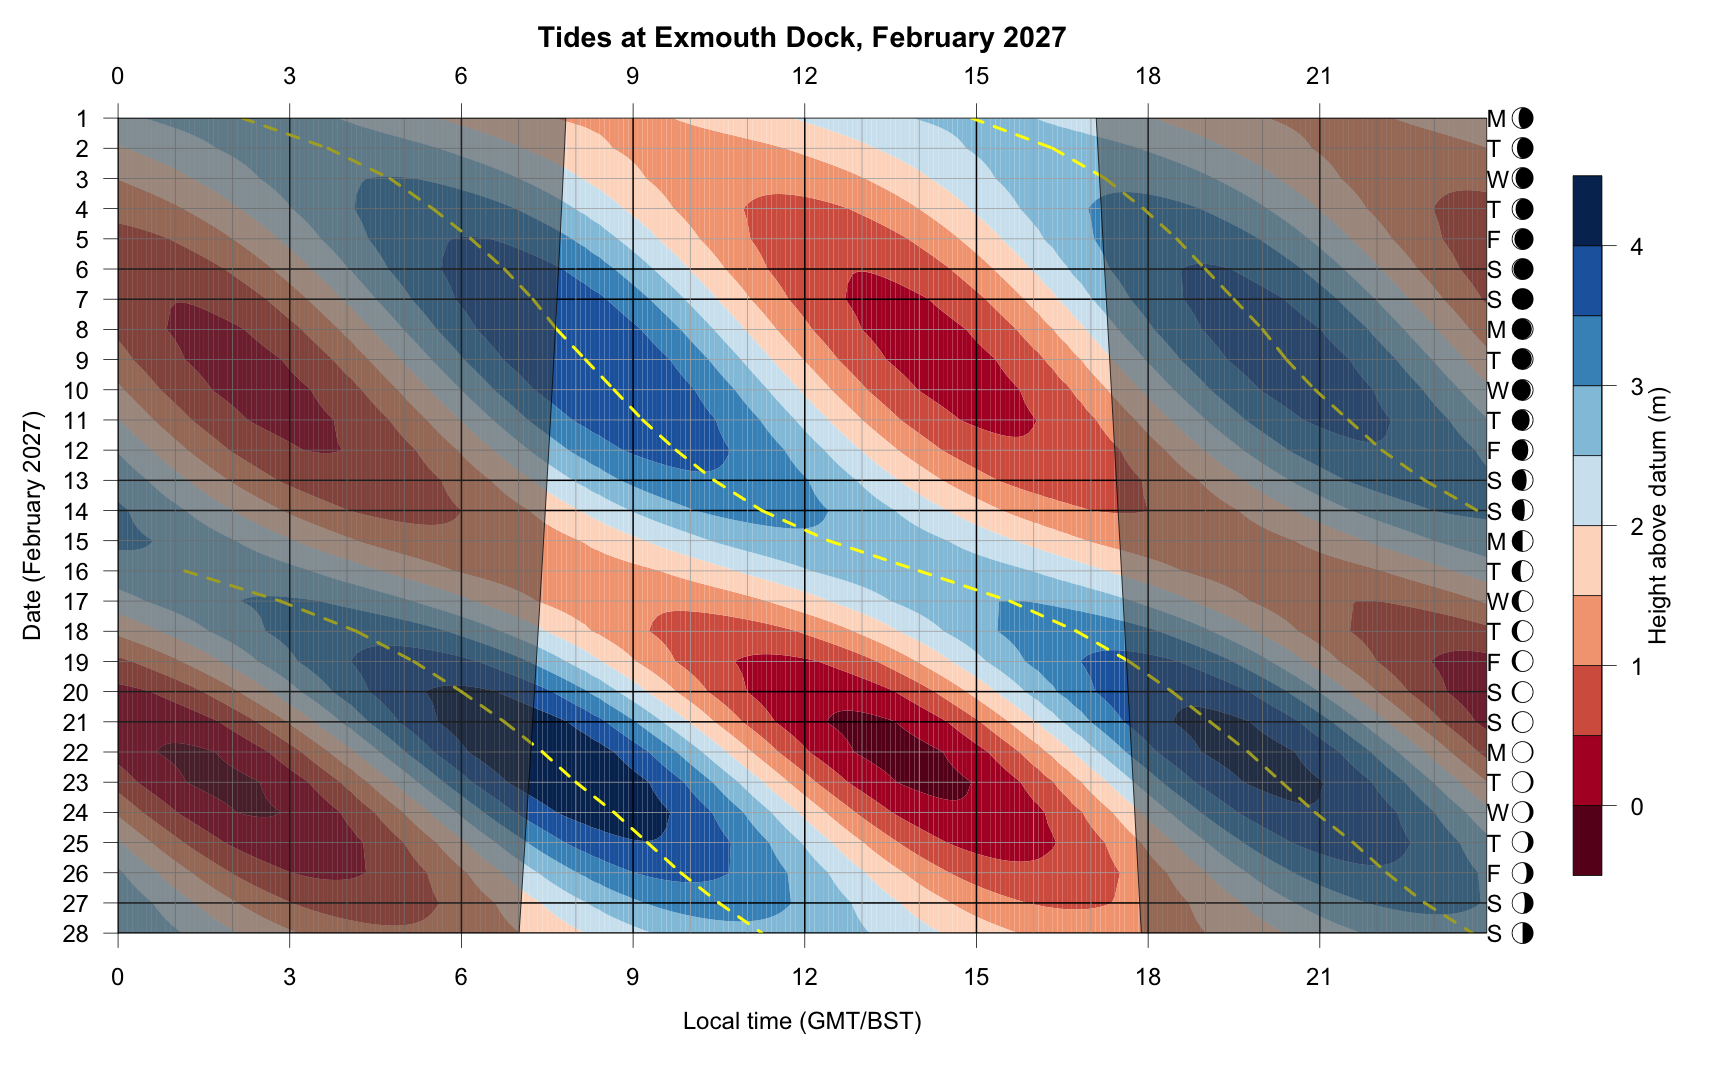 Tides at Exmouth Dock, February 2027
0 3 6 9 12 15 18 21
1 M
2 T
3 W
4 T
5 F
6 S
7 S
8 M
9 T
10 W
11 T
12 F
13 S
14 S
15 M
16 T
17 W
18 T
19 F
20 S
21 S
22 M
23 T
24 W
25 T
26 F
27 S
28 S
0 3 6 9 12 15 18 21
Local time (GMT/BST)
Date (February 2027)
4
3
2
1
0
Height above datum (m)